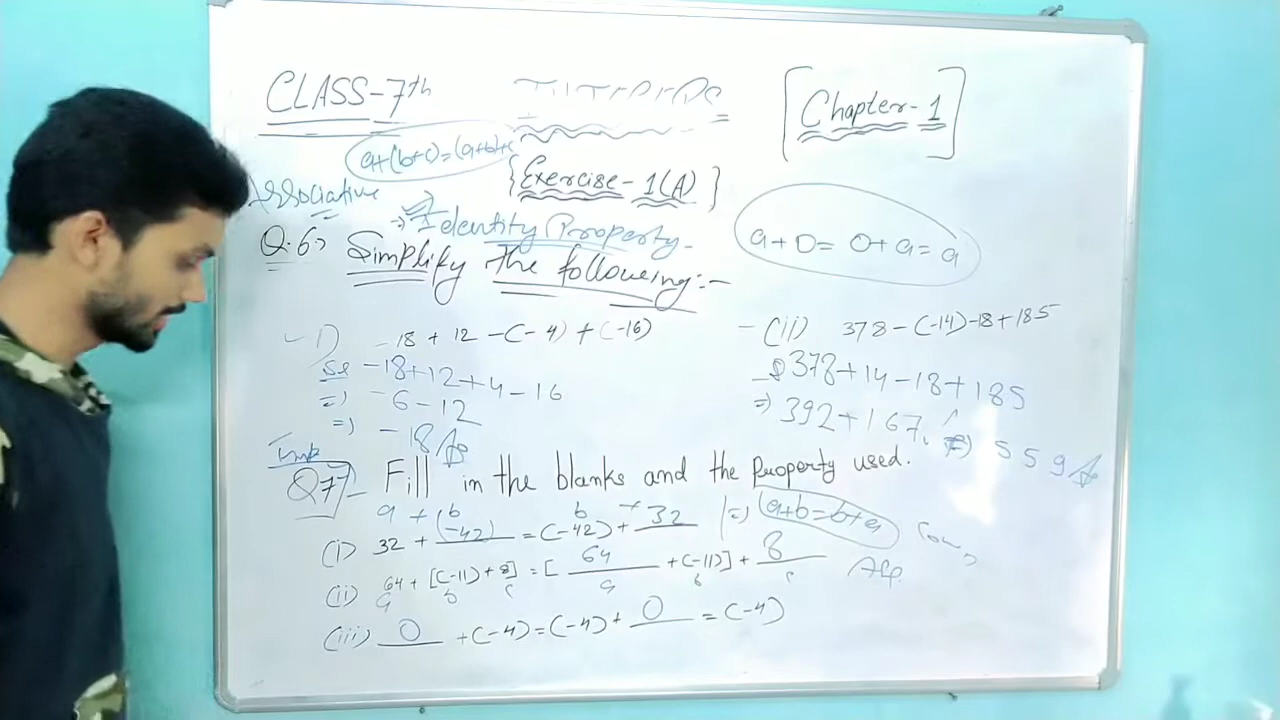 CLASS-7th
[Chapter-1]
a+(b+c)=(a+b)+c
{Exercise-1(A)}
Associative
=> Identity Property-
a+0= 0+a=a
Q.6=> Simplify the following:-
1) -18 + 12 -(-4) + (-16)
-18+12+4-16
=) -6-12
=) -18
(ii) 378-(-14)-18+185
378+14-18+185
=) 392+167
=) 559
Imp
Q7- Fill in the blanks and the Property used.
a + b b + a
(i) 32 + (-42) = (-42) + 32 |=) (a+b=b+a) Com,
(ii) 64 + [(-11) + 8] = [ 64 + (-11)] + 8
a b c a b c
(iii) 0 + (-4) = (-4) + 0 = (-4)